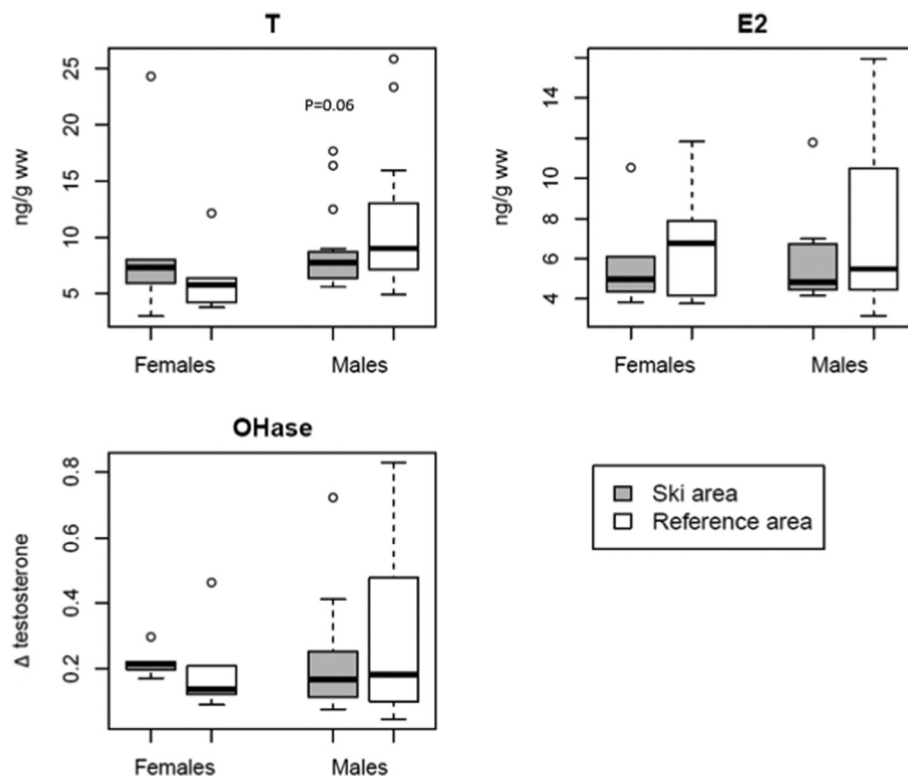 T
ng/g ww
25
20
15
10
5
P=0.06
Females
Males
E2
ng/g ww
14
10
8
6
4
Females
Males
OHase
Δ testosterone
0.8
0.6
0.4
0.2
Females
Males
Ski area
Reference area